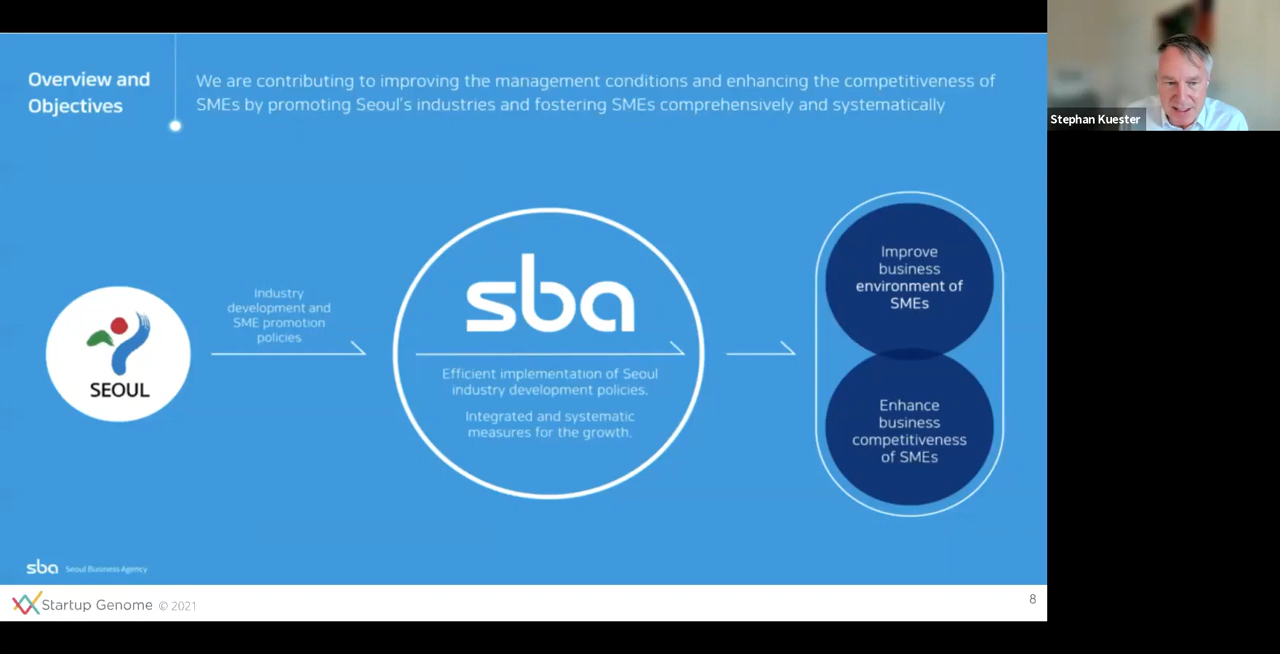 Overview and
Objectives
We are contributing to improving the management conditions and enhancing the competitiveness of
SMEs by promoting Seoul's industries and fostering SMEs comprehensively and systematically
Stephan Kuester
SEOUL
Industry
development and
SME promotion
policies
sba
Efficient implementation of Seoul
industry development policies.
Integrated and systematic
measures for the growth.
Improve
business
environment of
SMEs
Enhance
business
competitiveness
of SMEs
sba Seoul Business Agency
Startup Genome © 2021
8